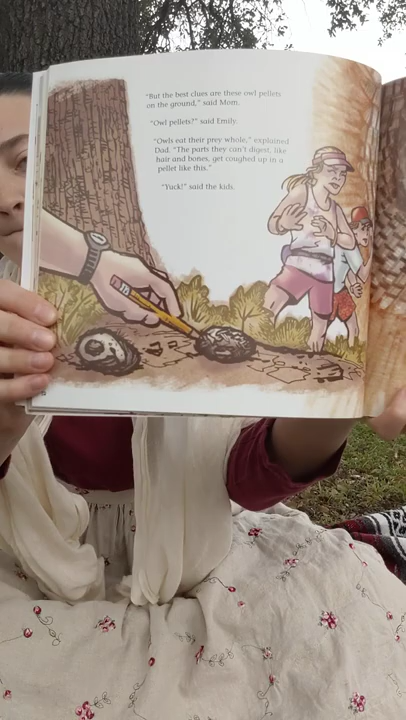 "But the best clues are these owl pellets
on the ground," said Mom.
"Owl pellets?" said Emily.
"Owls eat their prey whole," explained
Dad. "The parts they can't digest, like
hair and bones, get coughed up in a
pellet like this."
"Yuck!" said the kids.